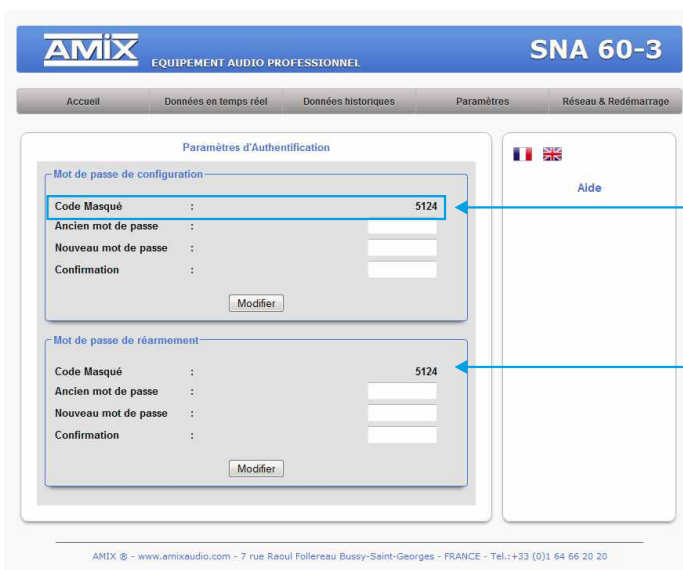 AMiX
EQUIPEMENT AUDIO PROFESSIONNEL
SNA 60-3
Accueil Données en temps réel Données historiques Paramètres Réseau & Redémarrage
Paramètres d'Authentification
Mot de passe de configuration
Code Masqué : 5124
Ancien mot de passe :
Nouveau mot de passe :
Confirmation :
Modifier
Mot de passe de réarmement
Code Masqué : 5124
Ancien mot de passe :
Nouveau mot de passe :
Confirmation :
Modifier
Aide
AMIX ® - www.amixaudio.com - 7 rue Raoul Follereau Bussy-Saint-Georges - FRANCE - Tel.:+33 (0)1 64 66 20 20